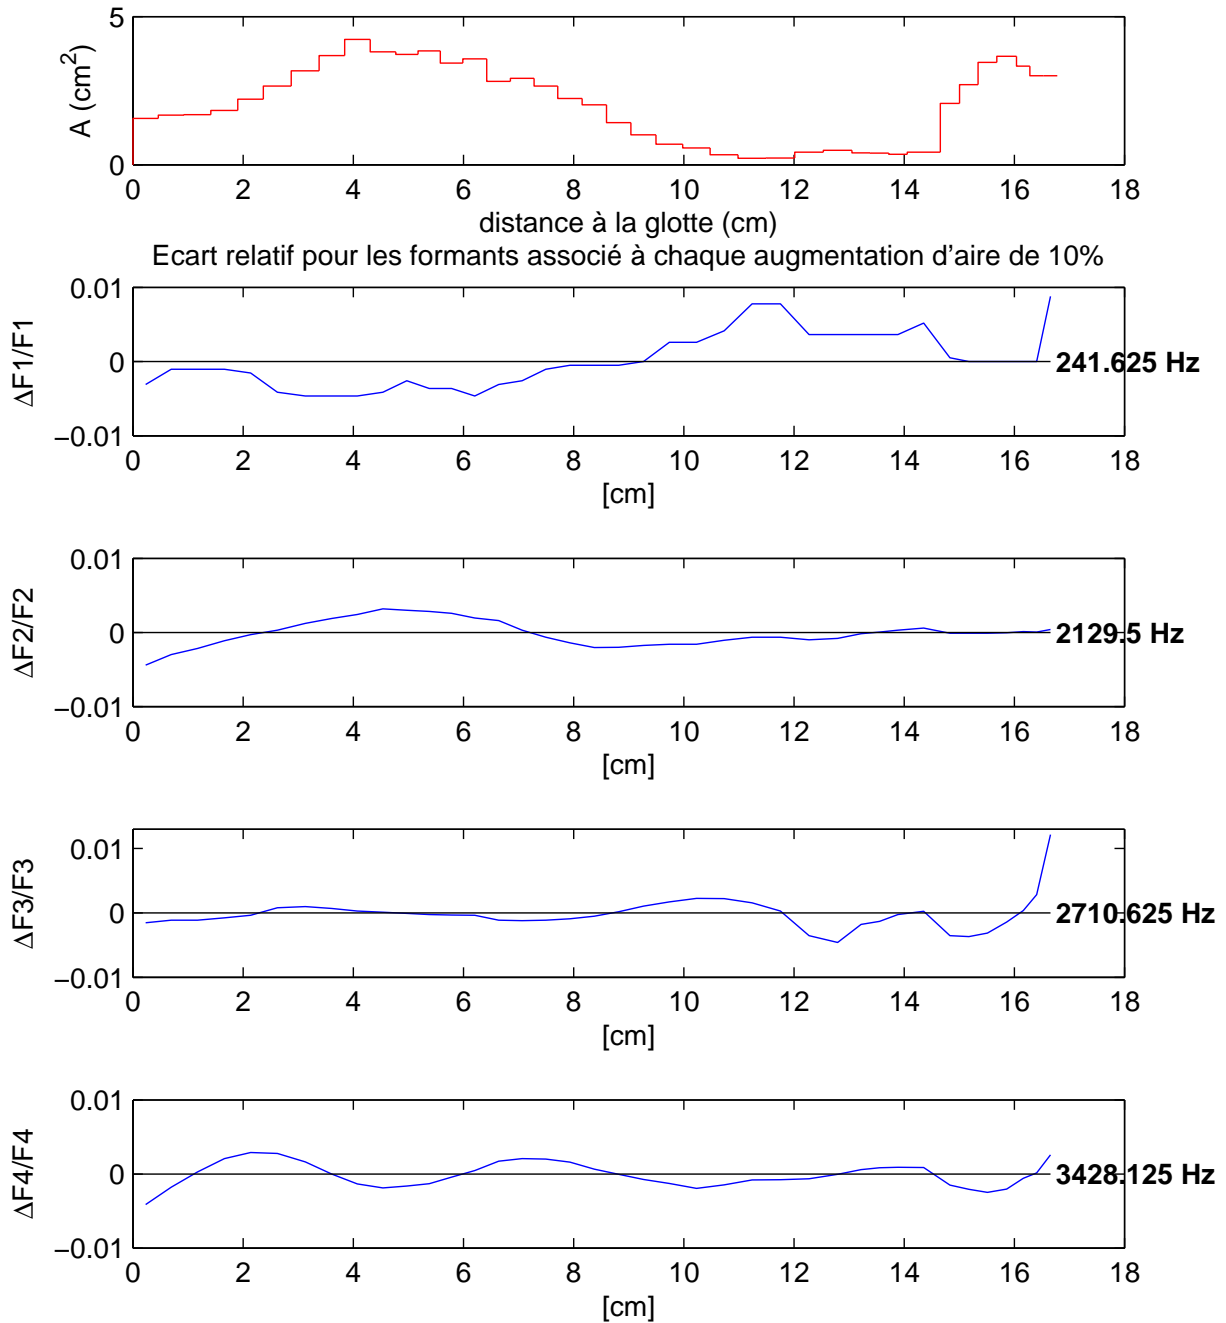 5
A (cm²)
0
0 2 4 6 8 10 12 14 16 18
distance à la glotte (cm)
Ecart relatif pour les formants associé à chaque augmentation d'aire de 10%
0.01
ΔF1/F1
0
241.625 Hz
−0.01
0 2 4 6 8 10 12 14 16 18
[cm]
0.01
ΔF2/F2
0
2129.5 Hz
−0.01
0 2 4 6 8 10 12 14 16 18
[cm]
0.01
ΔF3/F3
0
2710.625 Hz
−0.01
0 2 4 6 8 10 12 14 16 18
[cm]
0.01
ΔF4/F4
0
3428.125 Hz
−0.01
0 2 4 6 8 10 12 14 16 18
[cm]